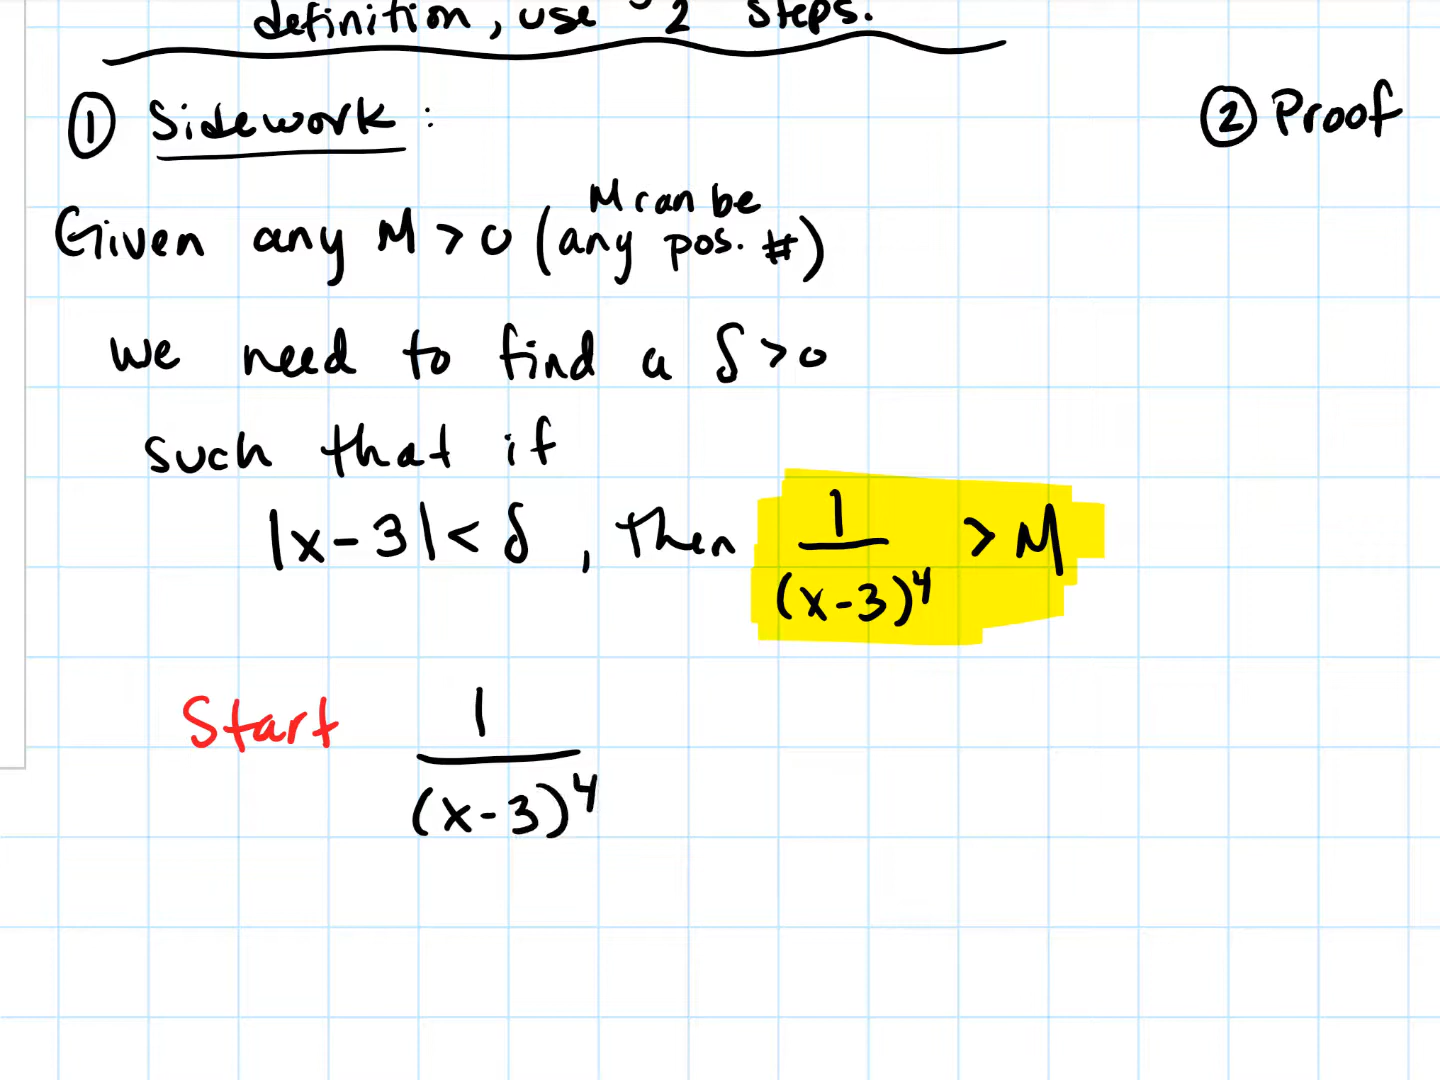 definition, use 2 steps.
① Sidework:
② Proof
Given any M > 0 (M can be any pos. #)
we need to find a δ > 0
such that if
|x-3| < δ, then 1/(x-3)⁴ > M
Start 1/(x-3)⁴